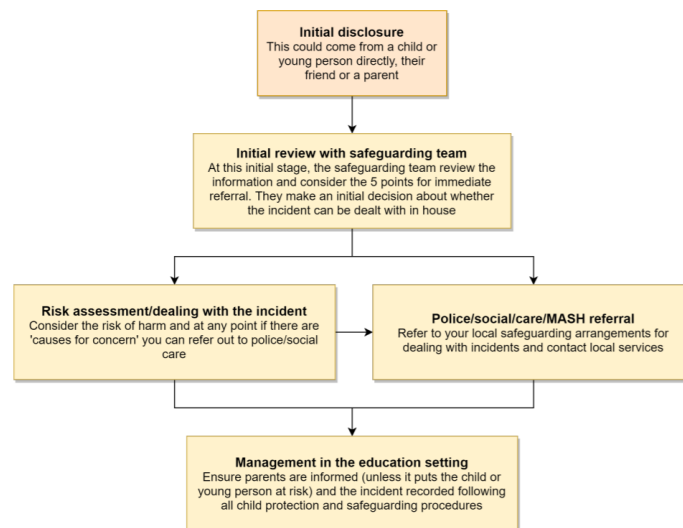 Initial disclosure
This could come from a child or
young person directly, their
friend or a parent
Initial review with safeguarding team
At this initial stage, the safeguarding team review the
information and consider the 5 points for immediate
referral. They make an initial decision about whether
the incident can be dealt with in house
Risk assessment/dealing with the incident
Consider the risk of harm and at any point if there are
'causes for concern' you can refer out to police/social
care
Police/social/care/MASH referral
Refer to your local safeguarding arrangements for
dealing with incidents and contact local services
Management in the education setting
Ensure parents are informed (unless it puts the child or
young person at risk) and the incident recorded following
all child protection and safeguarding procedures